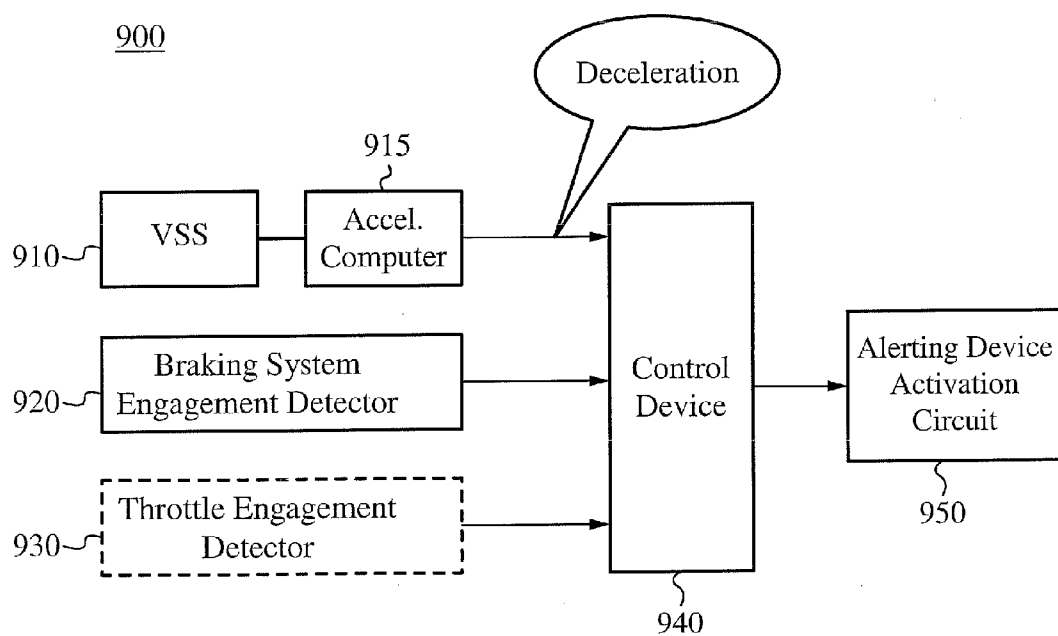 900
Deceleration
915
VSS
Accel.
Computer
910
Braking System
Engagement Detector
920
Control
Device
Alerting Device
Activation
Circuit
950
Throttle Engagement
Detector
930
940